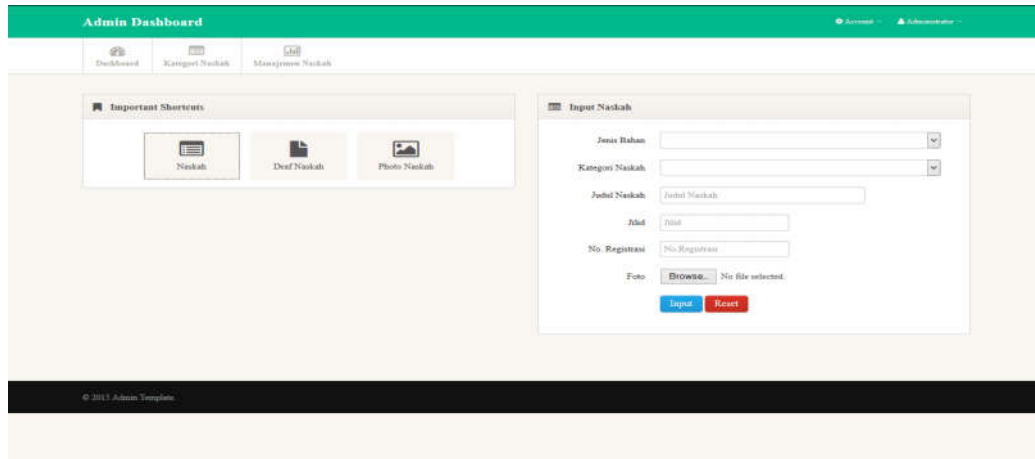 Admin Dashboard
Account
Administrator
Dashboard
Kategori Naskah
Manajemen Naskah
Important Shortcuts
Naskah
Deaf Naskah
Photo Naskah
Input Naskah
Jenis Bahan
Kategori Naskah
Judul Naskah
Judul Naskah
Jilid
Jilid
No. Registrasi
No.Registrasi
Foto
Browse... No file selected.
Input
Reset
Admin Template.